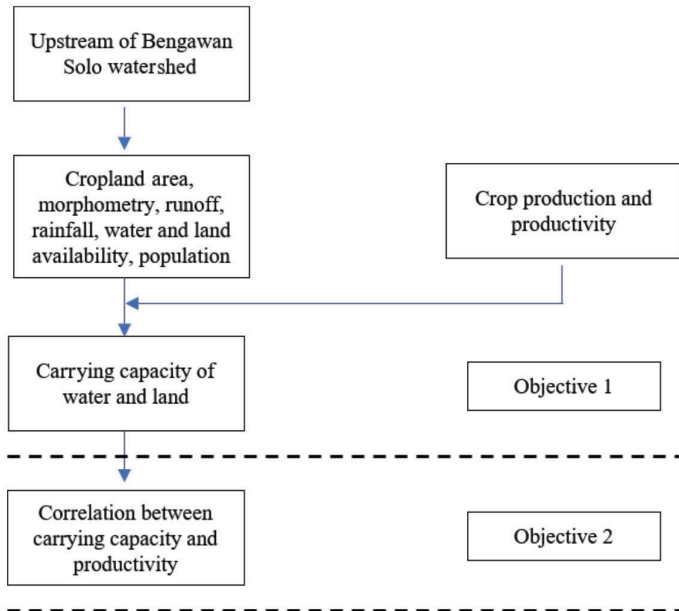 Upstream of Bengawan
Solo watershed
Cropland area,
morphometry, runoff,
rainfall, water and land
availability, population
Crop production and
productivity
Carrying capacity of
water and land
Objective 1
Correlation between
carrying capacity and
productivity
Objective 2